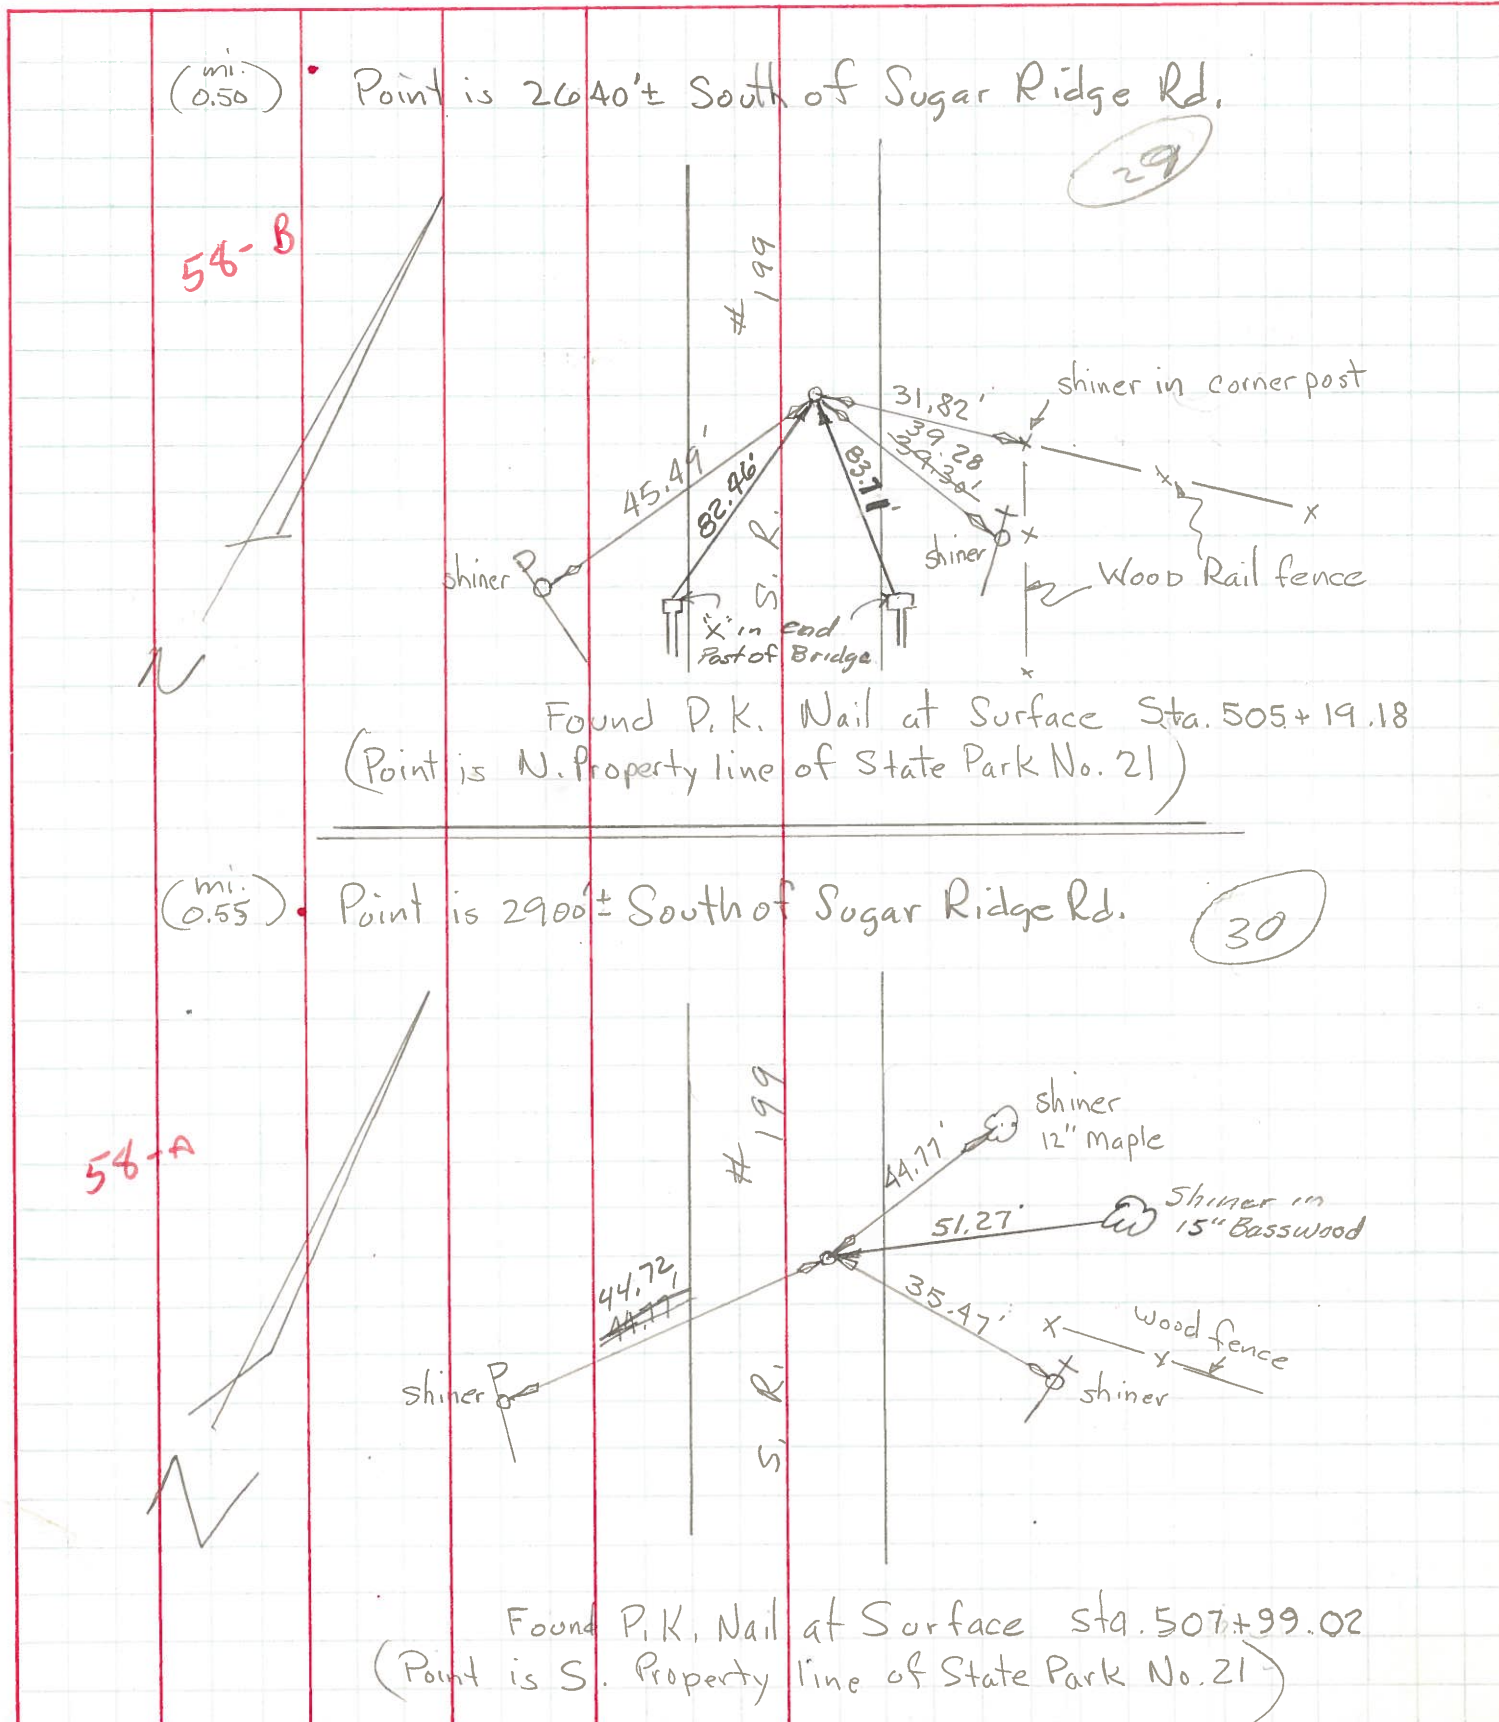 (mi. 0.50) • Point is 2640'± South of Sugar Ridge Rd.
29
58-B
# 199
S. R.
31.82'
shiner in corner post
39.28
39.30'
45.49'
82.46'
83.71'
shiner
shiner
Wood Rail fence
"X" in end
Post of Bridge
N
Found P.K. Nail at Surface Sta. 505+19.18
(Point is N. Property line of State Park No. 21)
(mi. 0.55) • Point is 2900'± South of Sugar Ridge Rd.
30
58-A
# 199
S. R.
shiner
12" Maple
44.77'
Shiner in
15" Basswood
51.27'
44.72'
44.77'
35.47'
Wood fence
shiner
shiner
N
Found P.K. Nail at Surface Sta. 507+99.02
(Point is S. Property line of State Park No. 21)